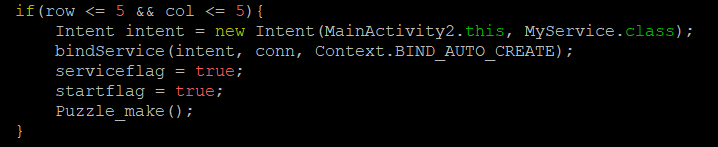 if(row <= 5 && col <= 5){
    Intent intent = new Intent(MainActivity2.this, MyService.class);
    bindService(intent, conn, Context.BIND_AUTO_CREATE);
    serviceflag = true;
    startflag = true;
    Puzzle_make();
}